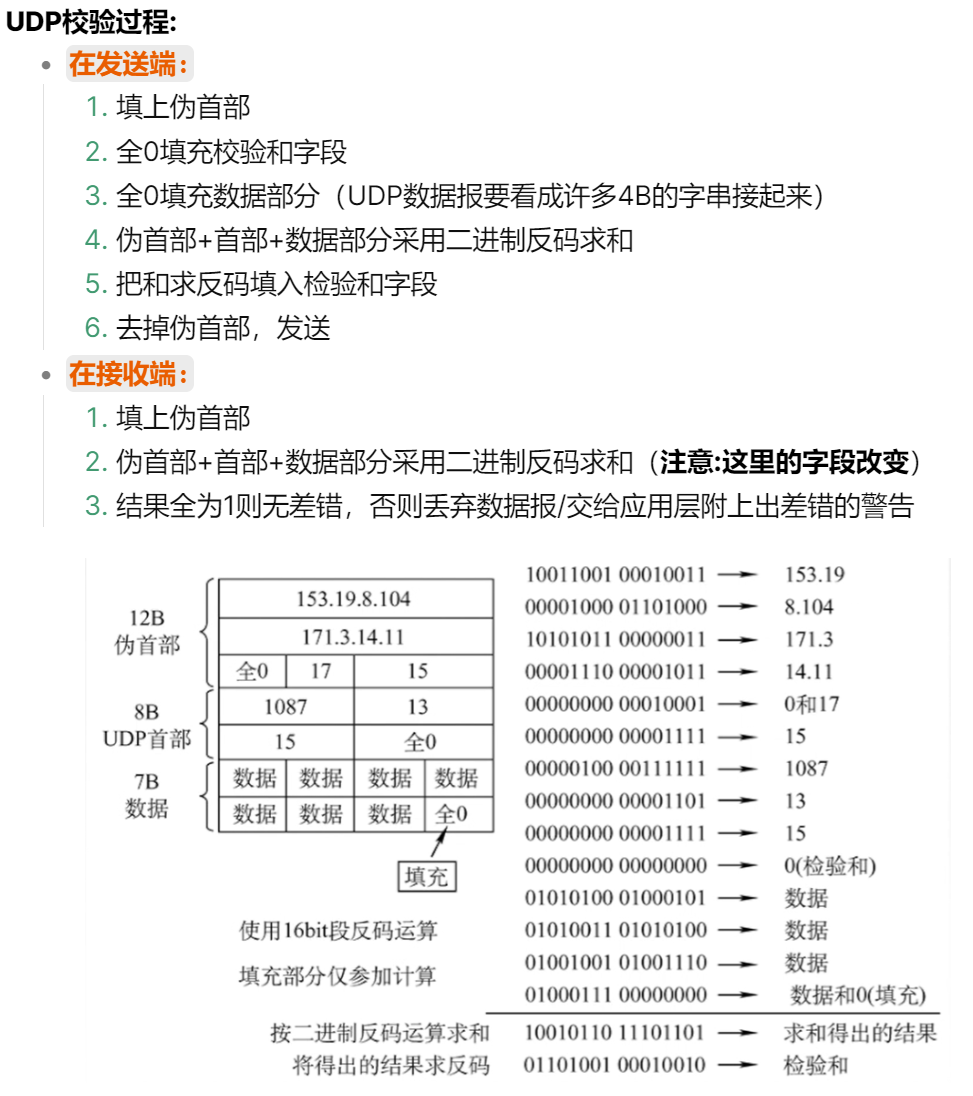 UDP校验过程:
在发送端：
1. 填上伪首部
2. 全0填充校验和字段
3. 全0填充数据部分（UDP数据报要看成许多4B的字串接起来）
4. 伪首部+首部+数据部分采用二进制反码求和
5. 把和求反码填入检验和字段
6. 去掉伪首部，发送
在接收端：
1. 填上伪首部
2. 伪首部+首部+数据部分采用二进制反码求和（注意:这里的字段改变）
3. 结果全为1则无差错，否则丢弃数据报/交给应用层附上出差错的警告
12B
伪首部
153.19.8.104
171.3.14.11
全0 17 15
8B
UDP首部
1087 13
15 全0
7B
数据
数据 数据 数据 数据
数据 数据 数据 全0
填充
使用16bit段反码运算
填充部分仅参加计算
10011001 00010011 → 153.19
00001000 01101000 → 8.104
10101011 00000011 → 171.3
00001110 00001011 → 14.11
00000000 00010001 → 0和17
00000000 00001111 → 15
00000100 00111111 → 1087
00000000 00001101 → 13
00000000 00001111 → 15
00000000 00000000 → 0(检验和)
01010100 01000101 → 数据
01010011 01010100 → 数据
01001001 01001110 → 数据
01000111 00000000 → 数据和0(填充)
按二进制反码运算求和 10010110 11101101 → 求和得出的结果
将得出的结果求反码 01101001 00010010 → 检验和